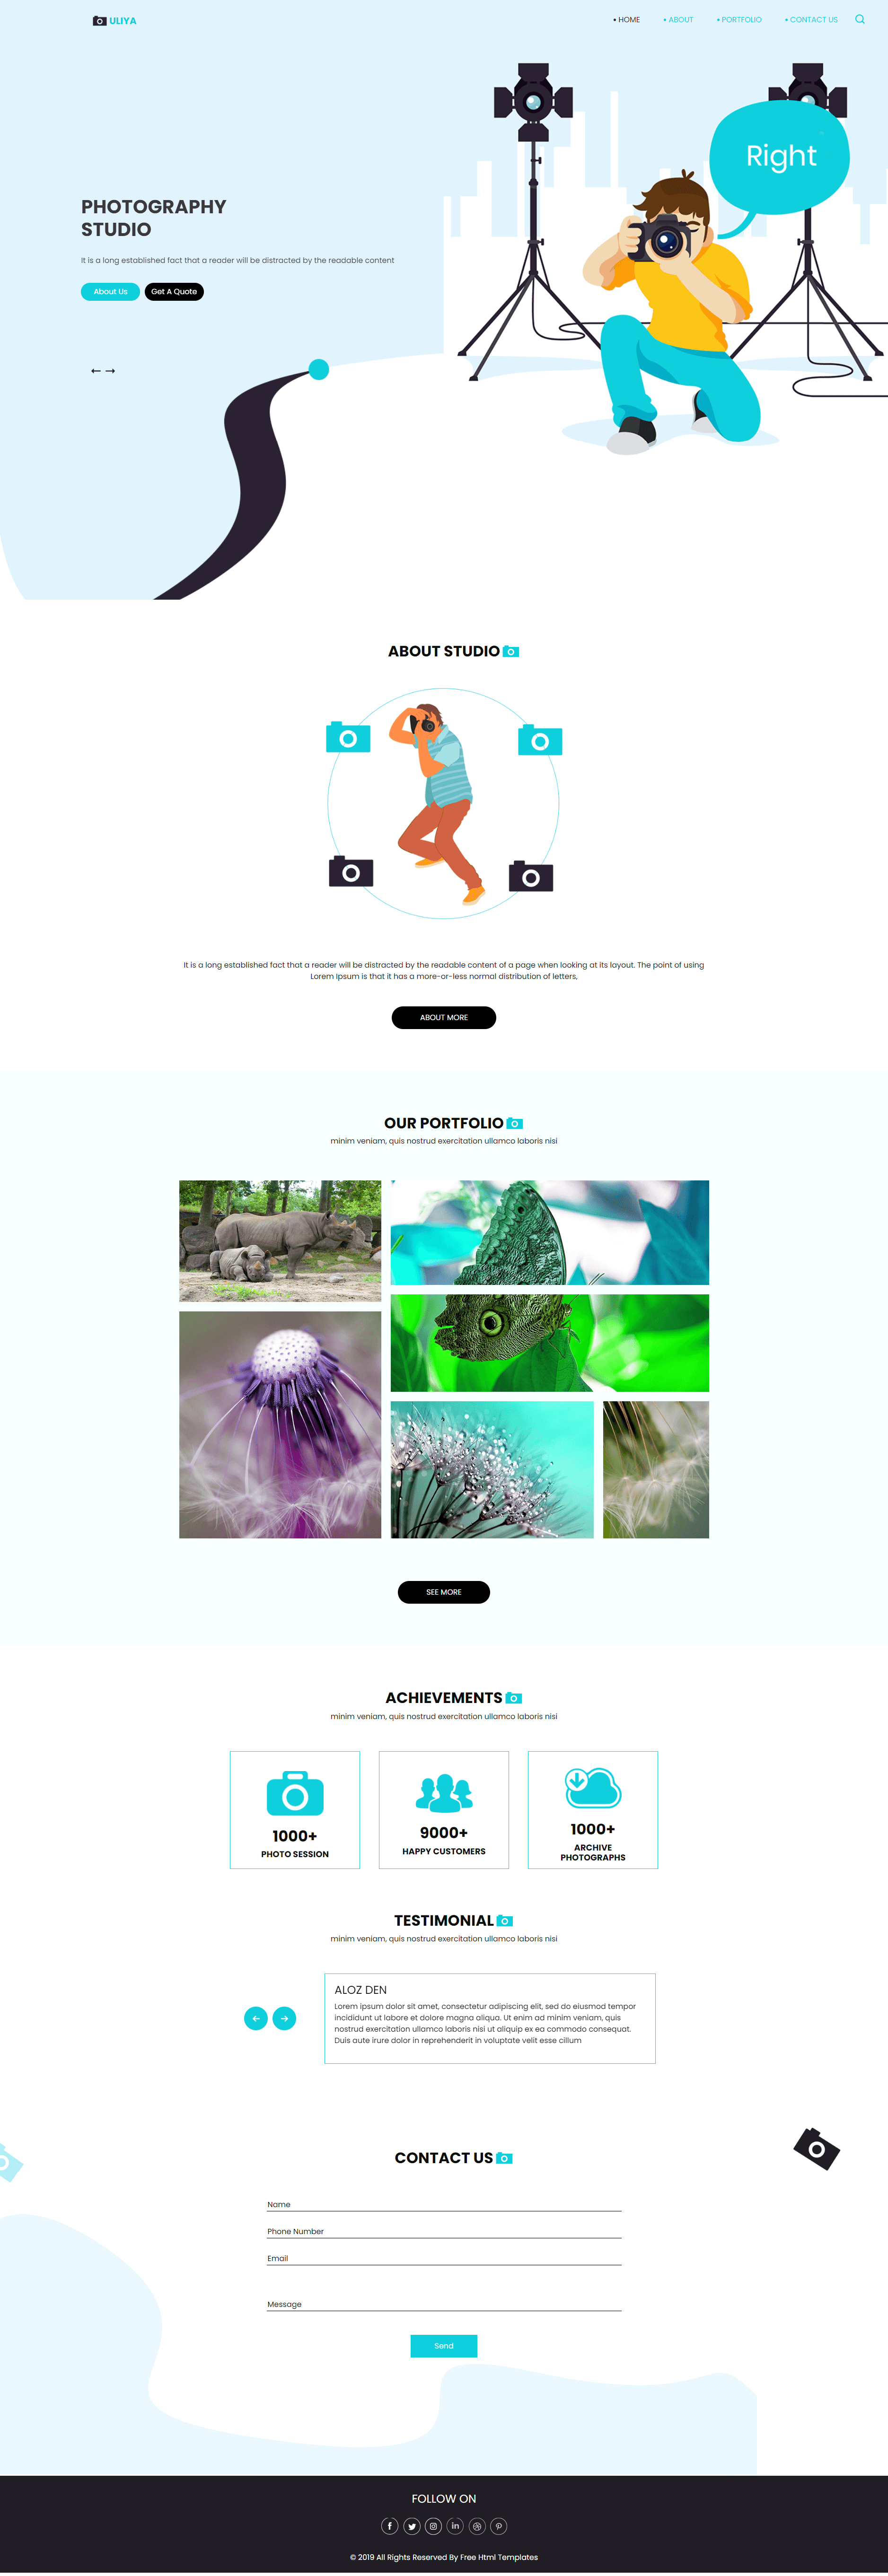 ULIYA
HOME
ABOUT
PORTFOLIO
CONTACT US
Right
PHOTOGRAPHY
STUDIO
It is a long established fact that a reader will be distracted by the readable content
About Us
Get A Quote
ABOUT STUDIO
It is a long established fact that a reader will be distracted by the readable content of a page when looking at its layout. The point of using
Lorem Ipsum is that it has a more-or-less normal distribution of letters,
ABOUT MORE
OUR PORTFOLIO
minim veniam, quis nostrud exercitation ullamco laboris nisi
SEE MORE
ACHIEVEMENTS
minim veniam, quis nostrud exercitation ullamco laboris nisi
1000+
PHOTO SESSION
9000+
HAPPY CUSTOMERS
1000+
ARCHIVE
PHOTOGRAPHS
TESTIMONIAL
minim veniam, quis nostrud exercitation ullamco laboris nisi
ALOZ DEN
Lorem ipsum dolor sit amet, consectetur adipiscing elit, sed do eiusmod tempor
incididunt ut labore et dolore magna aliqua. Ut enim ad minim veniam, quis
nostrud exercitation ullamco laboris nisi ut aliquip ex ea commodo consequat.
Duis aute irure dolor in reprehenderit in voluptate velit esse cillum
CONTACT US
Name
Phone Number
Email
Message
Send
FOLLOW ON
© 2019 All Rights Reserved By Free Html Templates